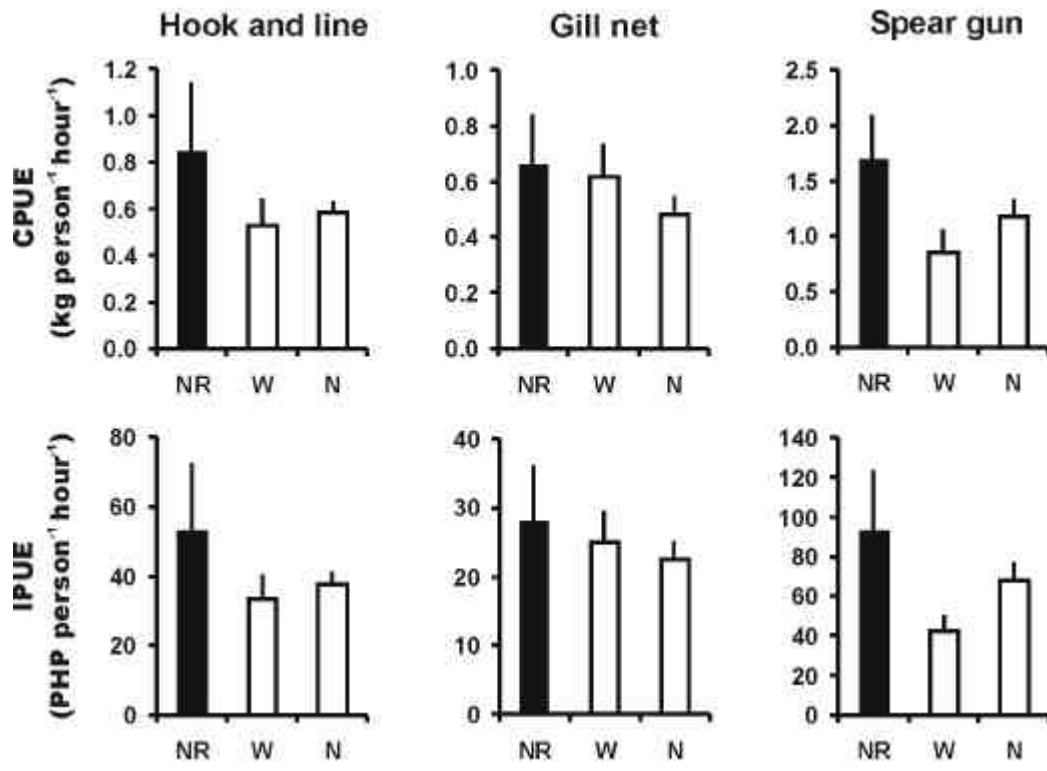 Hook and line
Gill net
Spear gun
CPUE
(kg person⁻¹ hour⁻¹)
1.2
1.0
0.8
0.6
0.4
0.2
0.0
NR W N
1.0
0.8
0.6
0.4
0.2
0.0
NR W N
2.5
2.0
1.5
1.0
0.5
0.0
NR W N
IPUE
(PHP person⁻¹ hour⁻¹)
80
60
40
20
0
NR W N
40
30
20
10
0
NR W N
140
120
100
80
60
40
20
0
NR W N